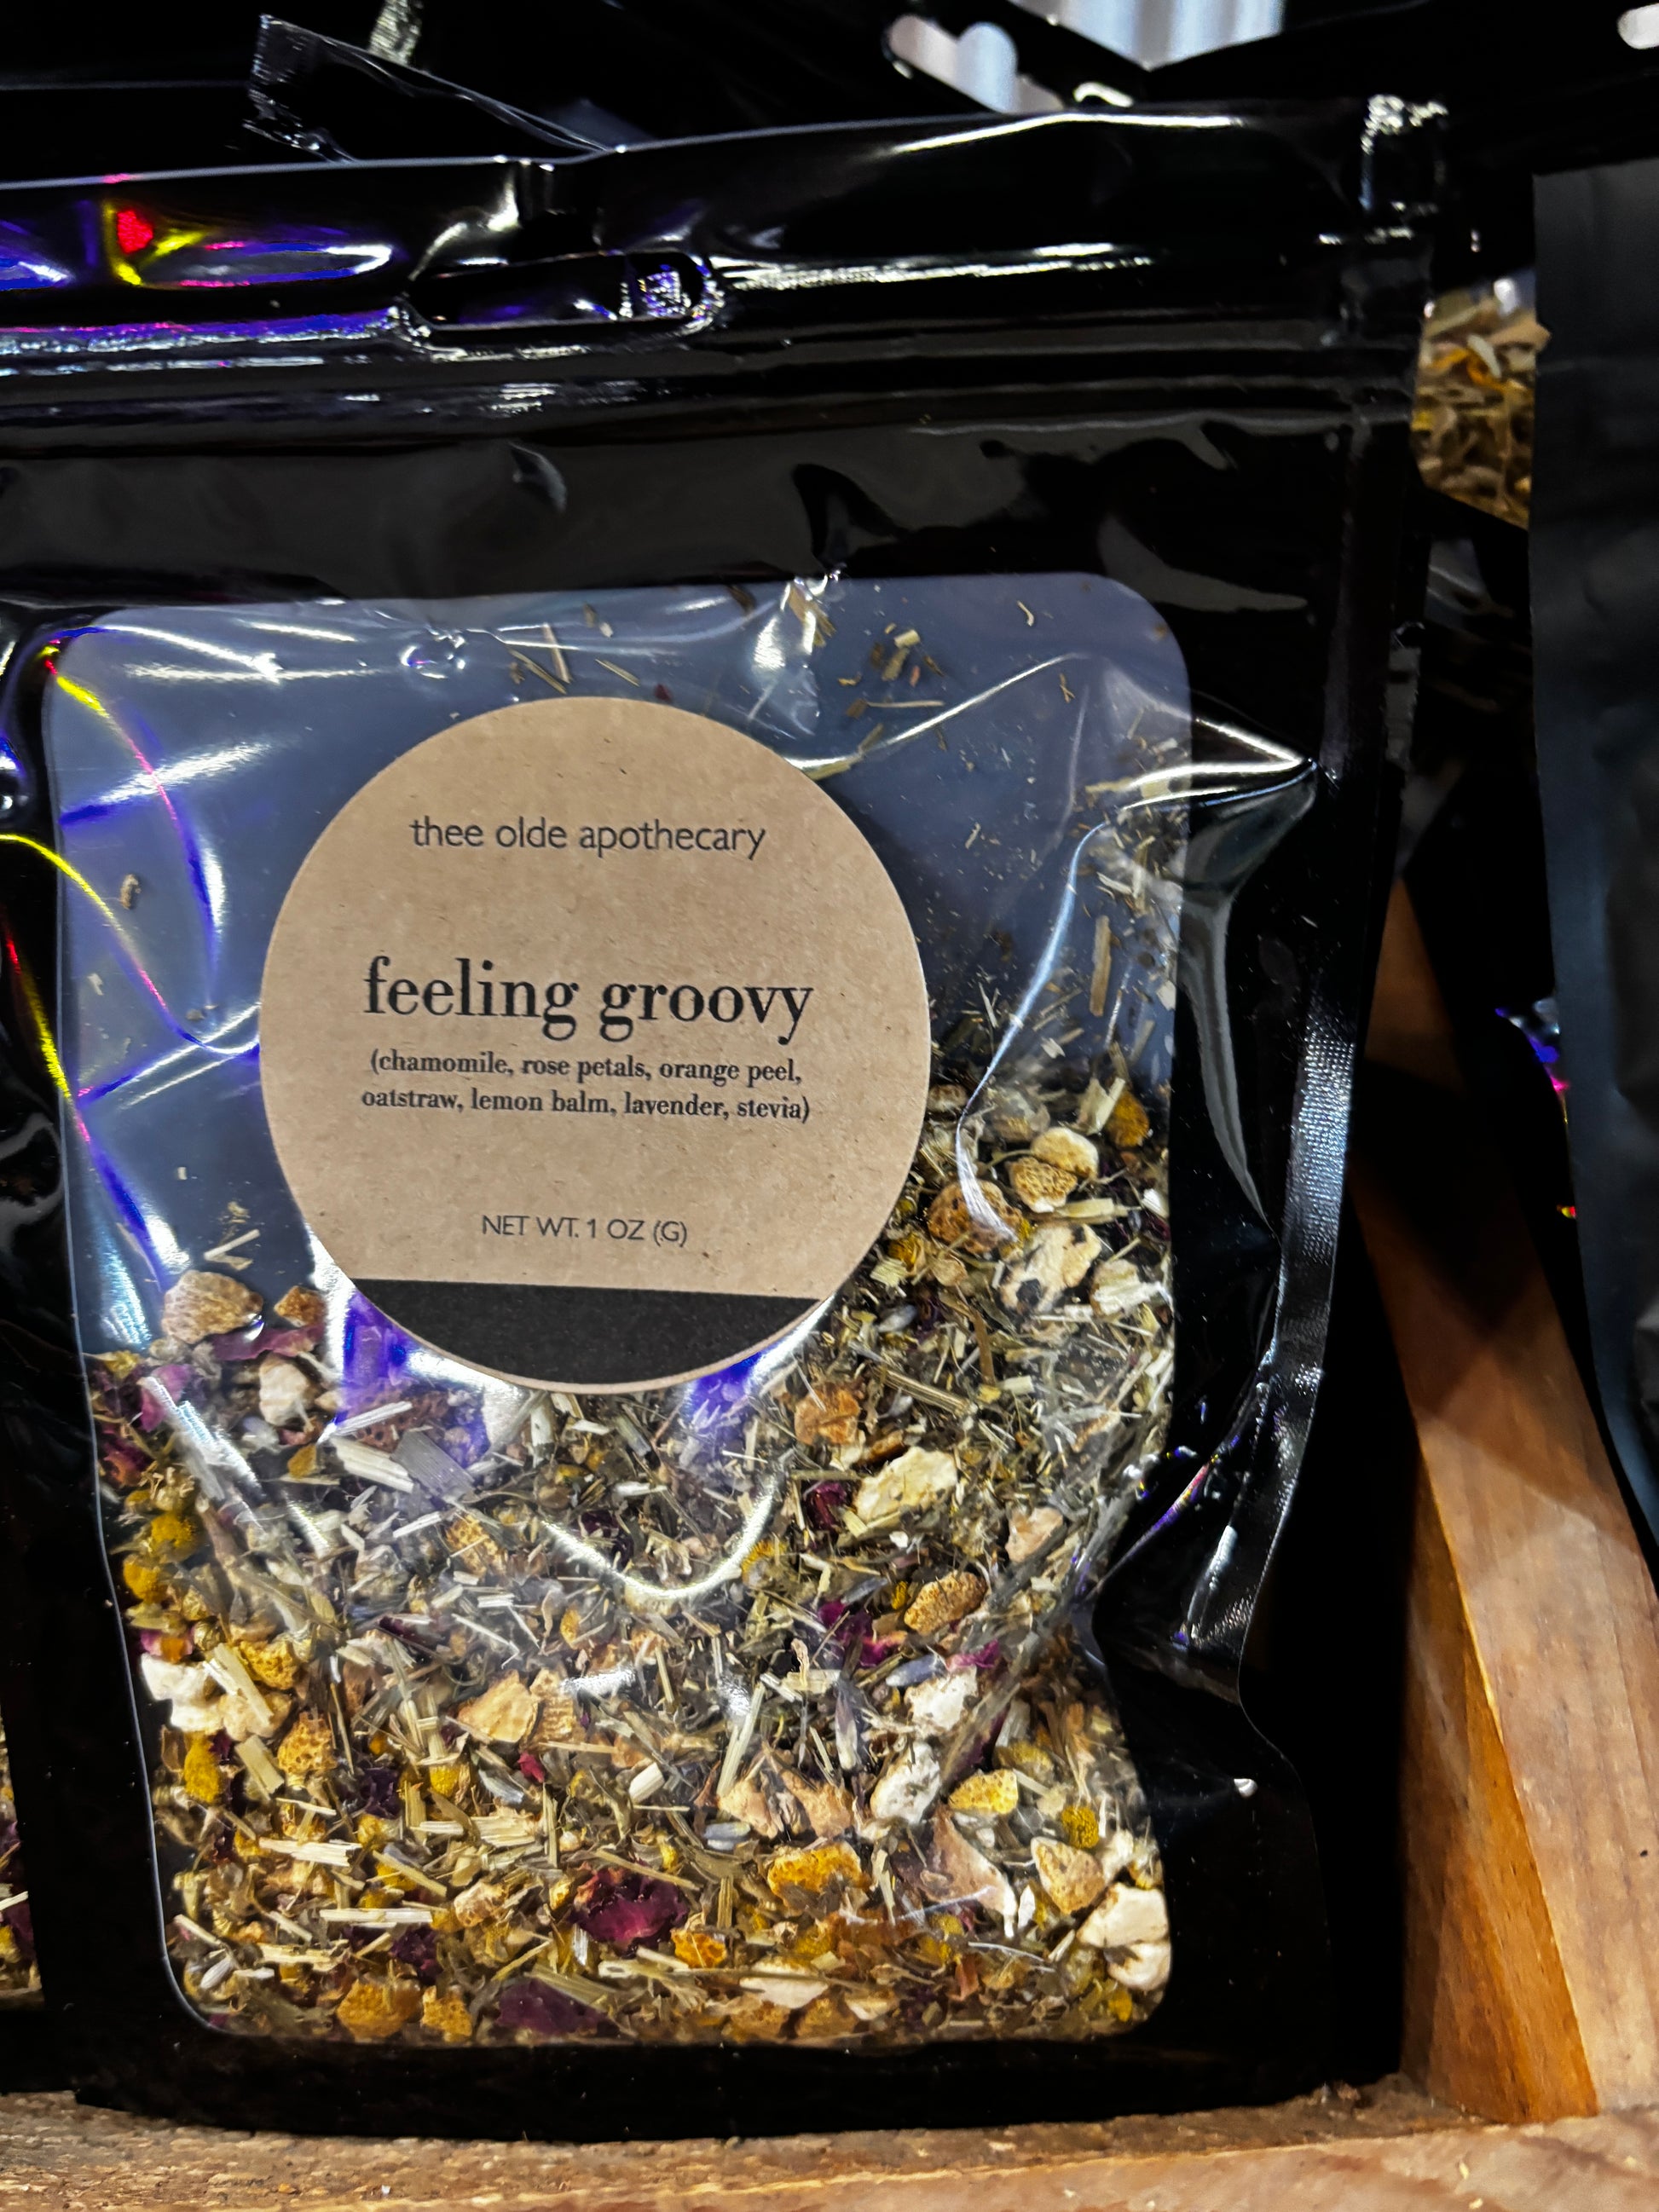 thee olde apothecary
feeling groovy
(chamomile, rose petals, orange peel,
oatstraw, lemon balm, lavender, stevia)
NET WT. 1 OZ (G)